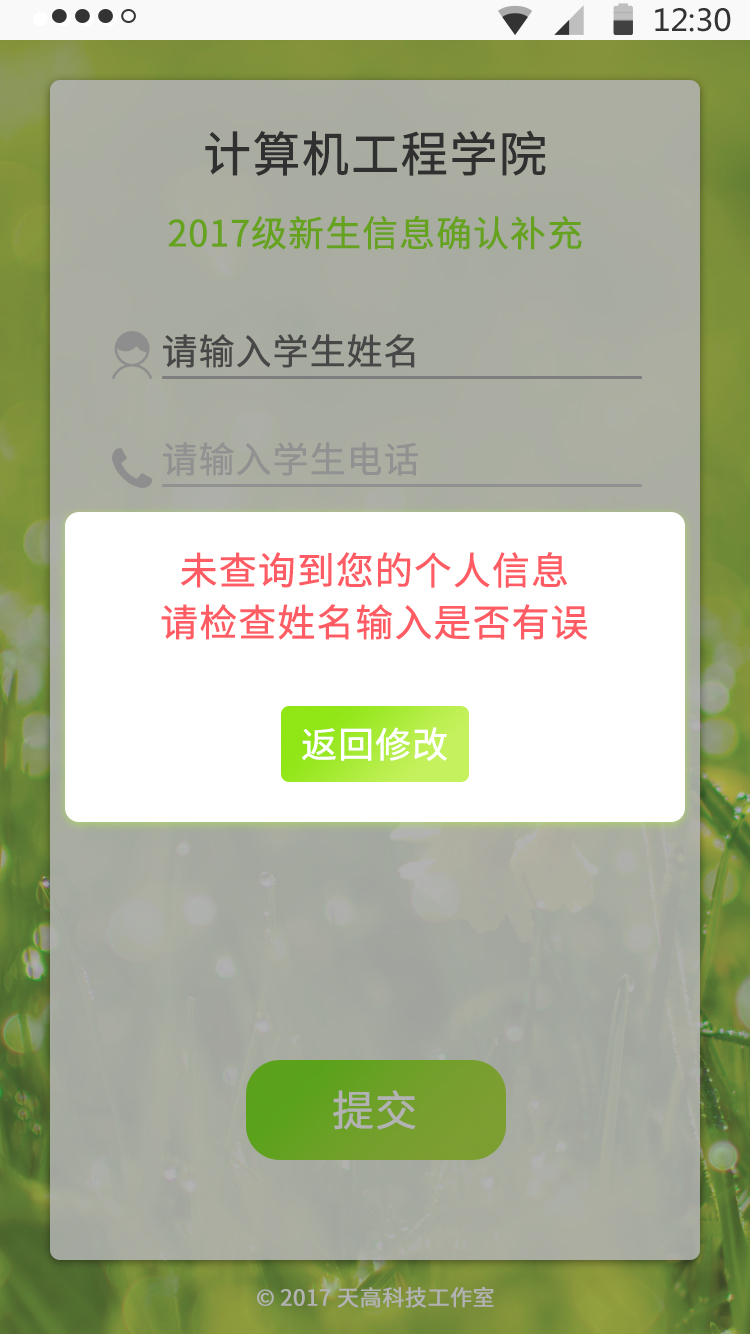 12:30
计算机工程学院
2017级新生信息确认补充
请输入学生姓名
请输入学生电话
未查询到您的个人信息
请检查姓名输入是否有误
返回修改
提交
© 2017 天高科技工作室